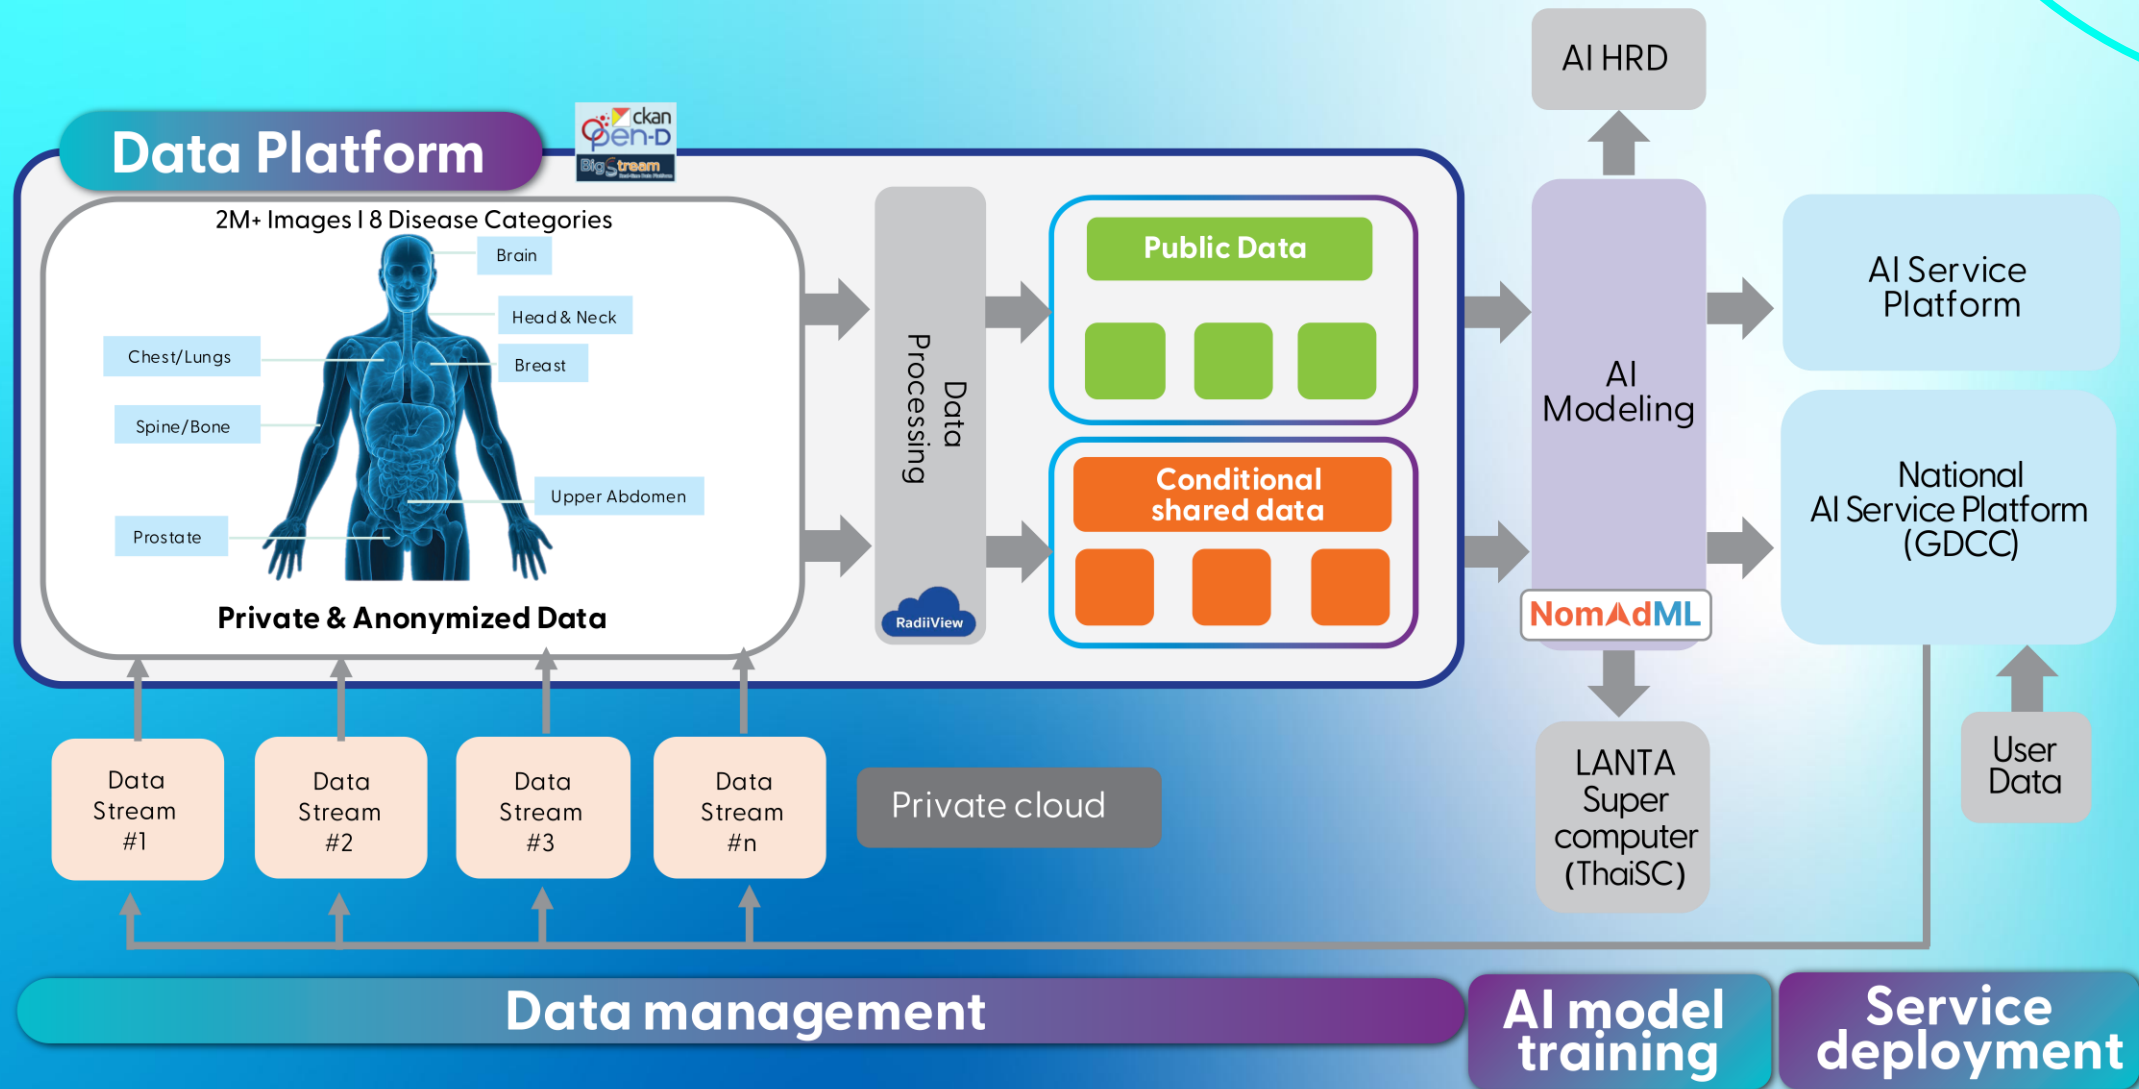 AI HRD
ckan
Open-D
BigStream
Data Platform
2M+ Images | 8 Disease Categories
Brain
Head & Neck
Chest/Lungs
Breast
Spine/Bone
Upper Abdomen
Prostate
Private & Anonymized Data
Data
Processing
RadiiView
Public Data
Conditional
shared data
AI
Modeling
NomAdML
AI Service
Platform
National
AI Service Platform
(GDCC)
Data
Stream
#1
Data
Stream
#2
Data
Stream
#3
Data
Stream
#n
Private cloud
LANTA
Super
computer
(ThaiSC)
User
Data
Data management
AI model
training
Service
deployment